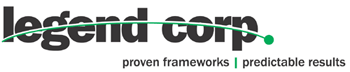 legend corp.
proven frameworks | predictable results